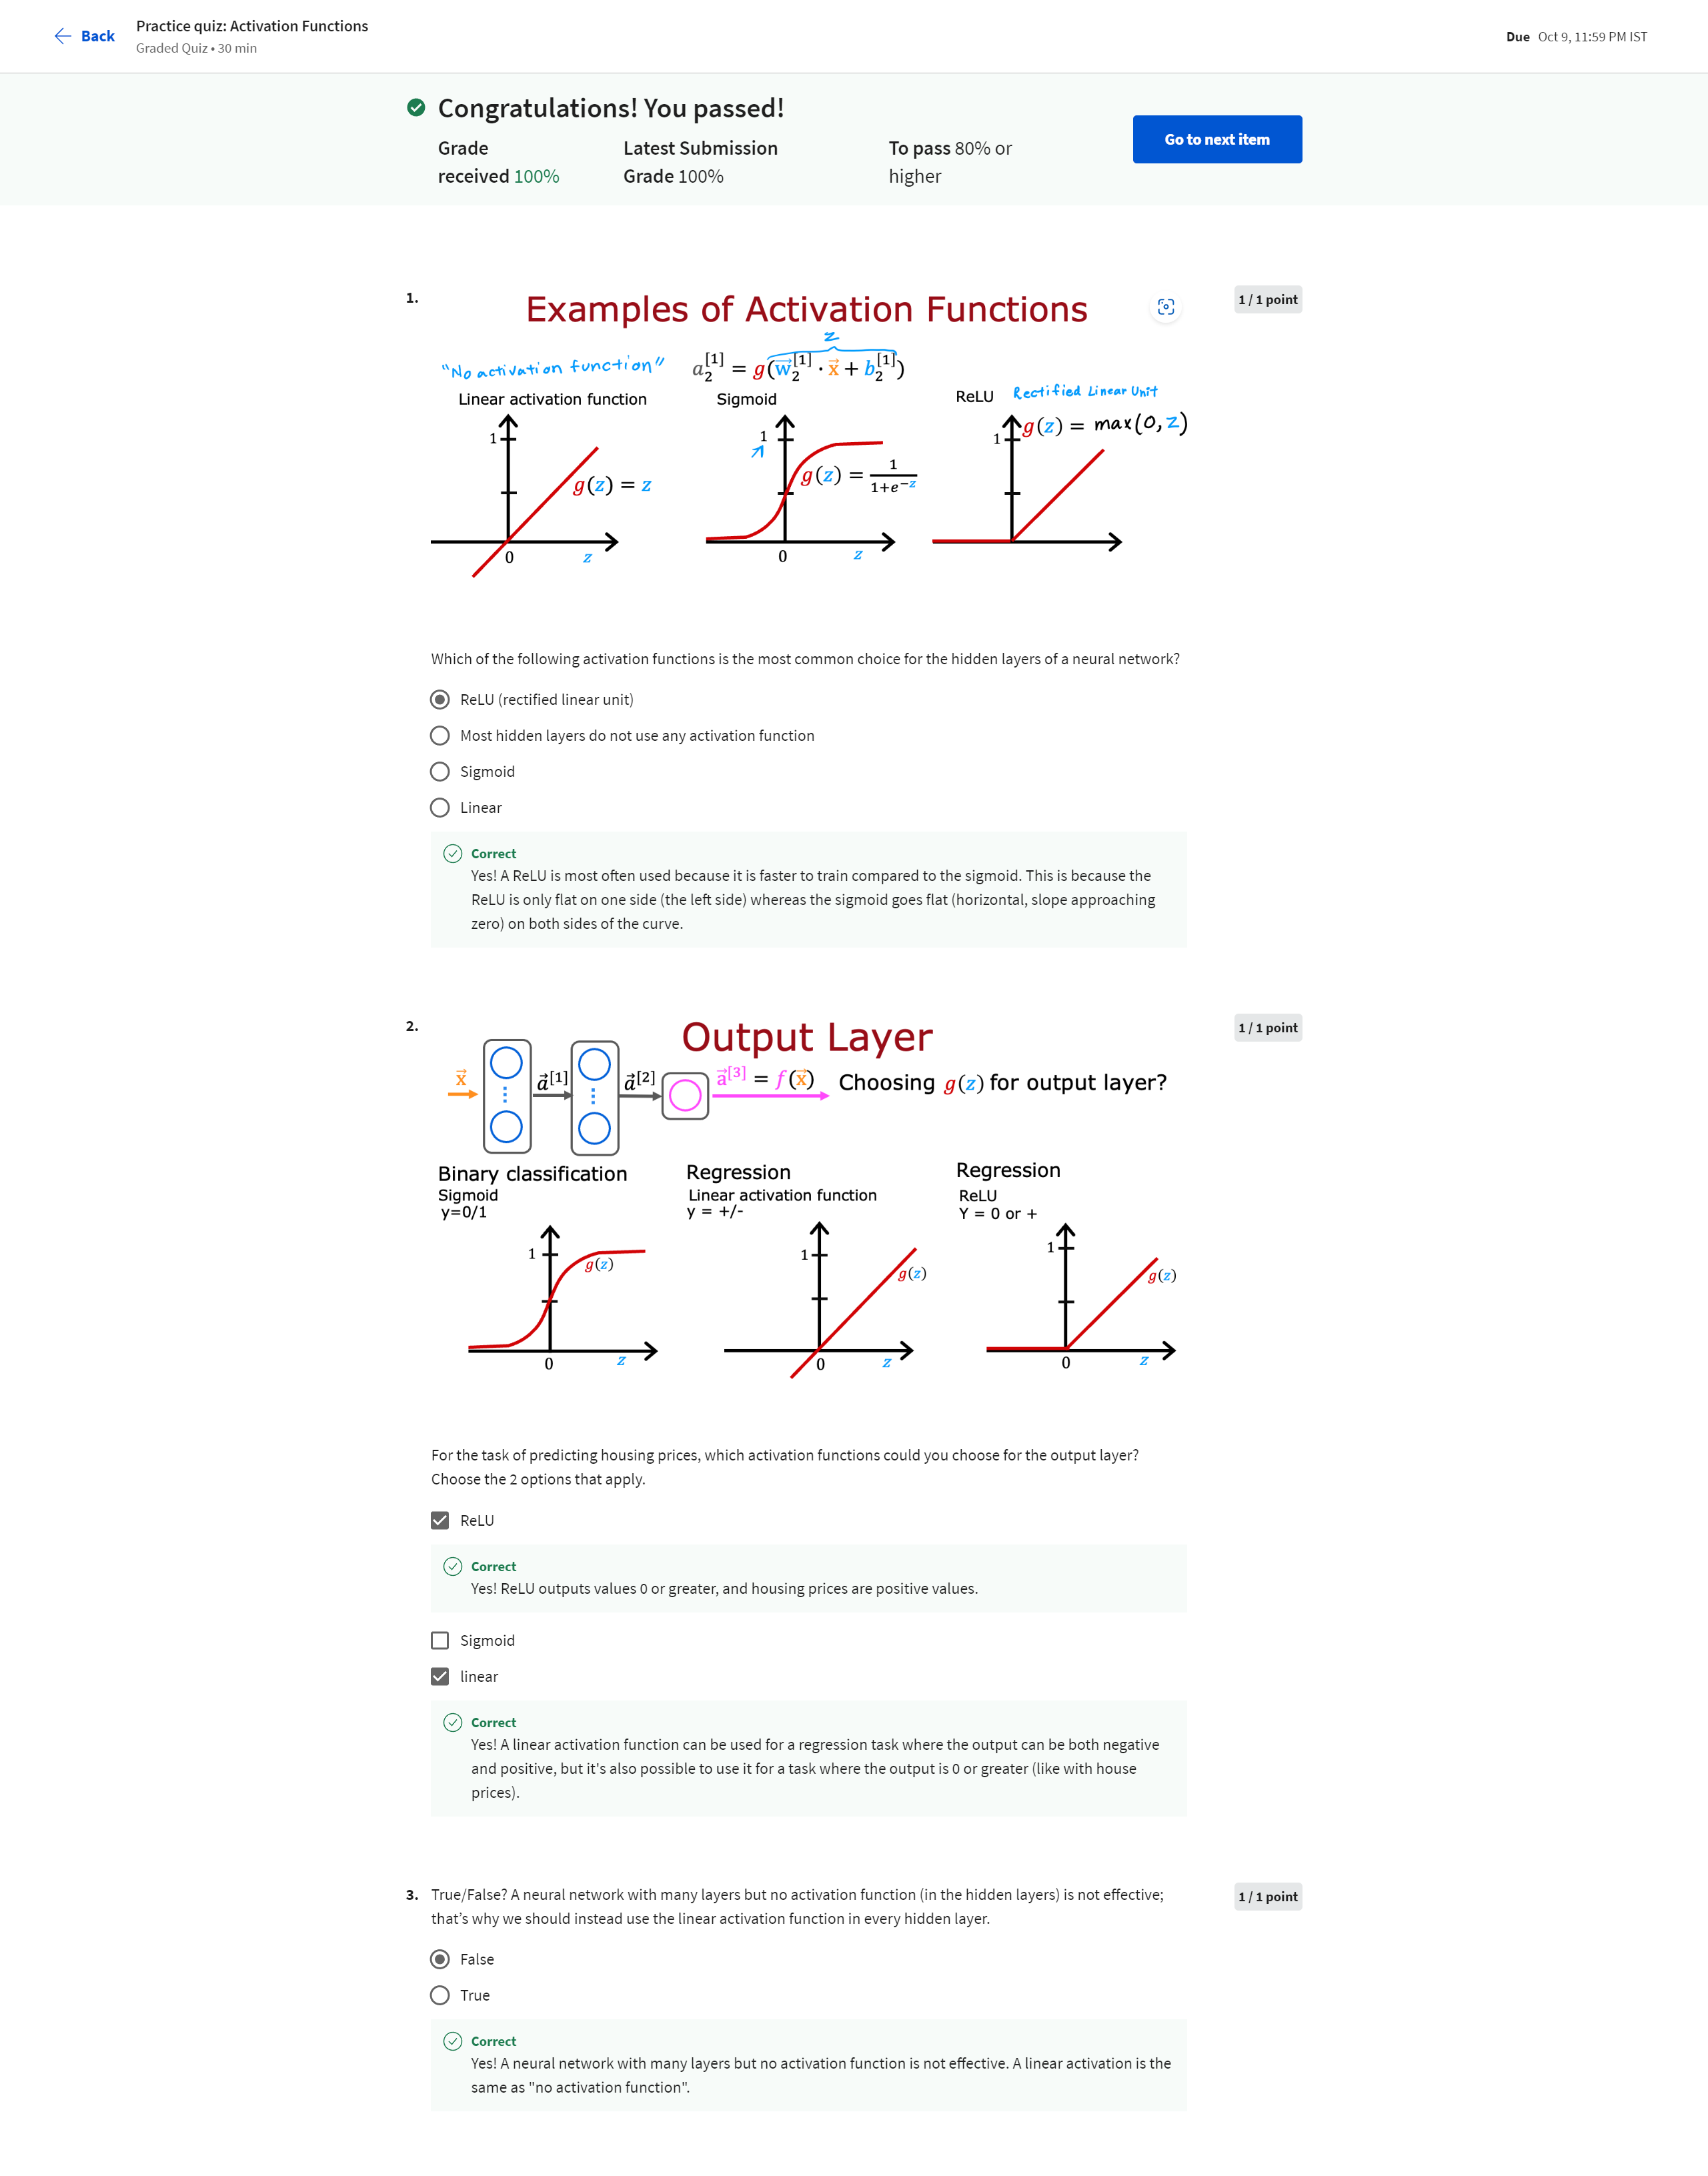 Back
Practice quiz: Activation Functions
Graded Quiz • 30 min
Due Oct 9, 11:59 PM IST
Congratulations! You passed!
Grade received 100%
Latest Submission Grade 100%
To pass 80% or higher
Go to next item
1.
1 / 1 point
Examples of Activation Functions
z
"No activation function"
a₂^[1] = g(w⃗₂^[1] · x⃗ + b₂^[1])
Linear activation function
1
g(z) = z
0
z
Sigmoid
1
g(z) = 1/(1+e^−z)
0
z
ReLU
Rectified Linear Unit
g(z) = max(0, z)
1
Which of the following activation functions is the most common choice for the hidden layers of a neural network?
ReLU (rectified linear unit)
Most hidden layers do not use any activation function
Sigmoid
Linear
Correct
Yes! A ReLU is most often used because it is faster to train compared to the sigmoid. This is because the
ReLU is only flat on one side (the left side) whereas the sigmoid goes flat (horizontal, slope approaching
zero) on both sides of the curve.
2.
1 / 1 point
Output Layer
x⃗
a⃗^[1]
a⃗^[2]
a⃗^[3] = f(x⃗)
Choosing g(z) for output layer?
Binary classification
Sigmoid
y=0/1
1
g(z)
0
z
Regression
Linear activation function
y = +/-
1
g(z)
0
z
Regression
ReLU
Y = 0 or +
1
g(z)
0
z
For the task of predicting housing prices, which activation functions could you choose for the output layer?
Choose the 2 options that apply.
ReLU
Correct
Yes! ReLU outputs values 0 or greater, and housing prices are positive values.
Sigmoid
linear
Correct
Yes! A linear activation function can be used for a regression task where the output can be both negative
and positive, but it's also possible to use it for a task where the output is 0 or greater (like with house
prices).
3.
1 / 1 point
True/False? A neural network with many layers but no activation function (in the hidden layers) is not effective;
that’s why we should instead use the linear activation function in every hidden layer.
False
True
Correct
Yes! A neural network with many layers but no activation function is not effective. A linear activation is the
same as "no activation function".